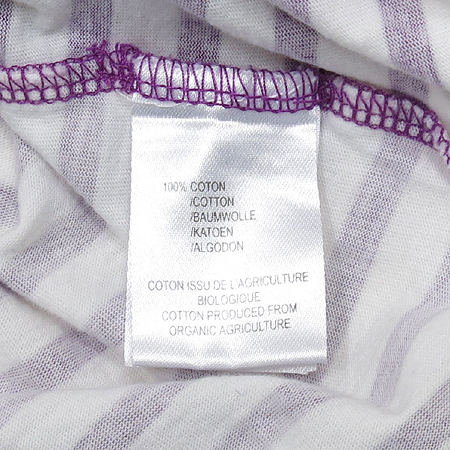 100% COTON
/COTTON
/BAUMWOLLE
/KATOEN
/ALGODON
COTON ISSU DE L'AGRICULTURE
BIOLOGIQUE
COTTON PRODUCED FROM
ORGANIC AGRICULTURE